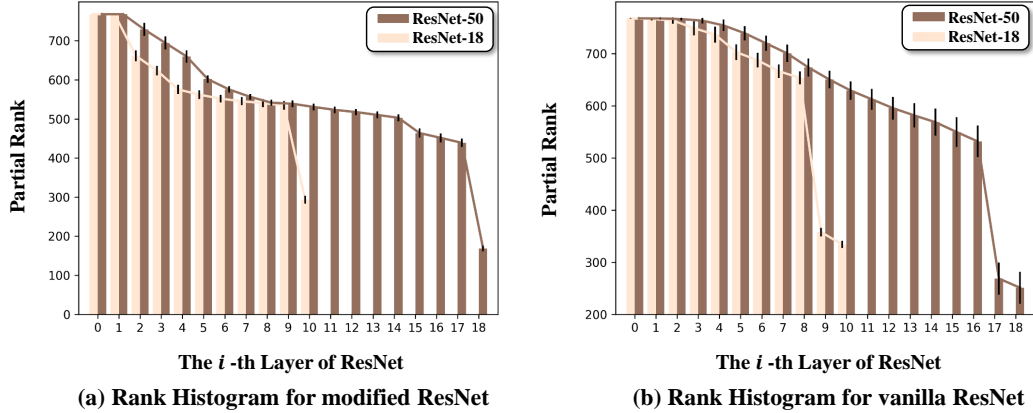 ResNet-50
ResNet-18
700
600
500
400
300
200
100
0
Partial Rank
0 1 2 3 4 5 6 7 8 9 10 11 12 13 14 15 16 17 18
The i -th Layer of ResNet
(a) Rank Histogram for modified ResNet
ResNet-50
ResNet-18
700
600
500
400
300
200
Partial Rank
0 1 2 3 4 5 6 7 8 9 10 11 12 13 14 15 16 17 18
The i -th Layer of ResNet
(b) Rank Histogram for vanilla ResNet